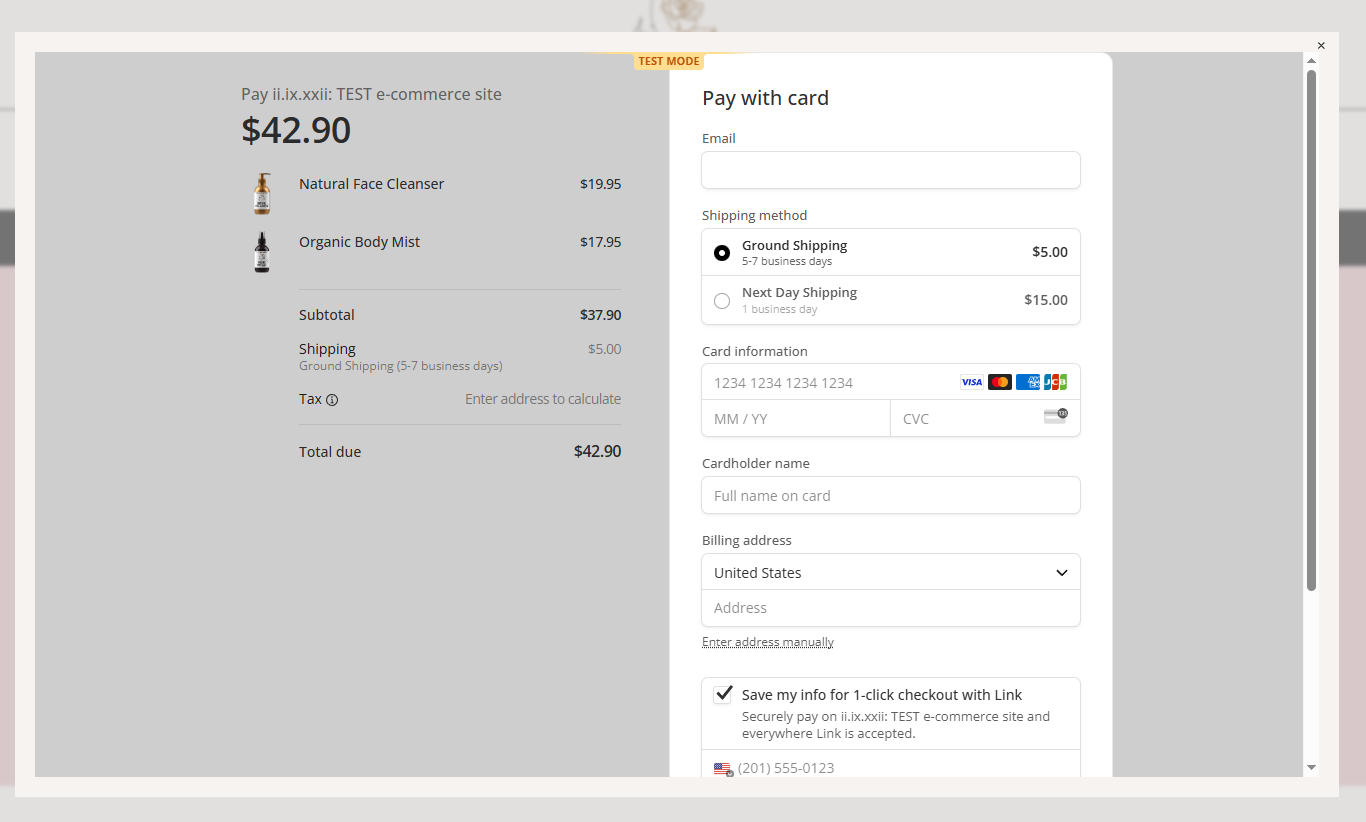 ×
TEST MODE
Pay ii.ix.xxii: TEST e-commerce site
$42.90
Natural Face Cleanser $19.95
Organic Body Mist $17.95
Subtotal $37.90
Shipping $5.00
Ground Shipping (5-7 business days)
Tax Enter address to calculate
Total due $42.90
Pay with card
Email
Shipping method
Ground Shipping $5.00
5-7 business days
Next Day Shipping $15.00
1 business day
Card information
1234 1234 1234 1234 VISA JCB
MM / YY CVC
Cardholder name
Full name on card
Billing address
United States
Address
Enter address manually
Save my info for 1-click checkout with Link
Securely pay on ii.ix.xxii: TEST e-commerce site and
everywhere Link is accepted.
(201) 555-0123